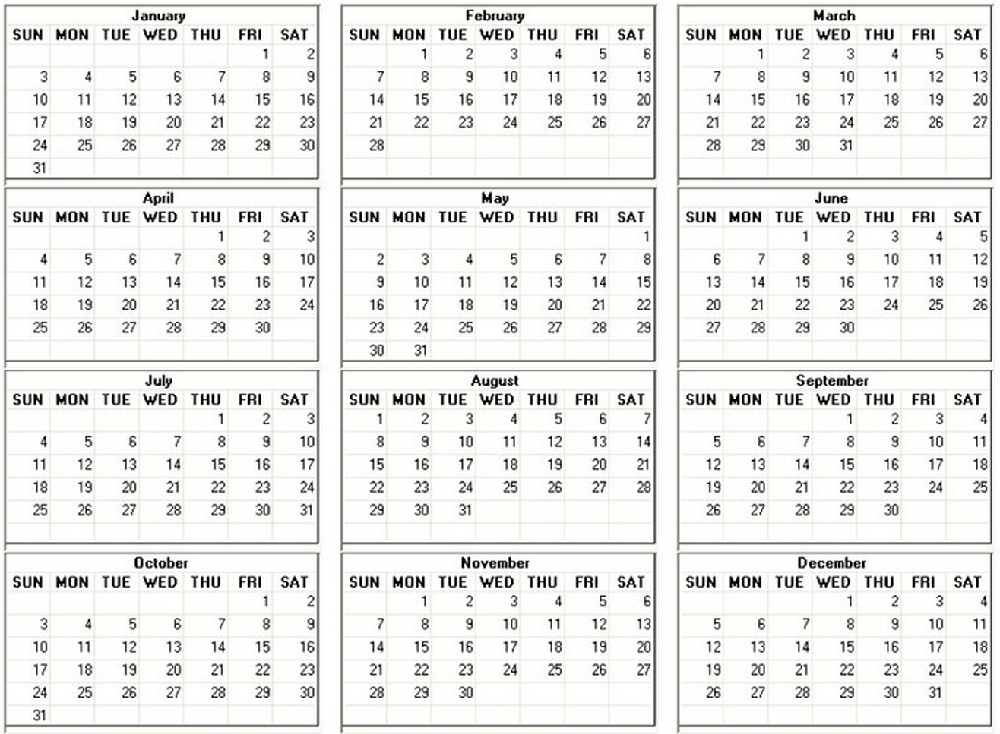 January
SUN MON TUE WED THU FRI SAT
1 2
3 4 5 6 7 8 9
10 11 12 13 14 15 16
17 18 19 20 21 22 23
24 25 26 27 28 29 30
31
February
SUN MON TUE WED THU FRI SAT
1 2 3 4 5 6
7 8 9 10 11 12 13
14 15 16 17 18 19 20
21 22 23 24 25 26 27
28
March
SUN MON TUE WED THU FRI SAT
1 2 3 4 5 6
7 8 9 10 11 12 13
14 15 16 17 18 19 20
21 22 23 24 25 26 27
28 29 30 31
April
SUN MON TUE WED THU FRI SAT
1 2 3
4 5 6 7 8 9 10
11 12 13 14 15 16 17
18 19 20 21 22 23 24
25 26 27 28 29 30
May
SUN MON TUE WED THU FRI SAT
1
2 3 4 5 6 7 8
9 10 11 12 13 14 15
16 17 18 19 20 21 22
23 24 25 26 27 28 29
30 31
June
SUN MON TUE WED THU FRI SAT
1 2 3 4 5
6 7 8 9 10 11 12
13 14 15 16 17 18 19
20 21 22 23 24 25 26
27 28 29 30
July
SUN MON TUE WED THU FRI SAT
1 2 3
4 5 6 7 8 9 10
11 12 13 14 15 16 17
18 19 20 21 22 23 24
25 26 27 28 29 30 31
August
SUN MON TUE WED THU FRI SAT
1 2 3 4 5 6 7
8 9 10 11 12 13 14
15 16 17 18 19 20 21
22 23 24 25 26 27 28
29 30 31
September
SUN MON TUE WED THU FRI SAT
1 2 3 4
5 6 7 8 9 10 11
12 13 14 15 16 17 18
19 20 21 22 23 24 25
26 27 28 29 30
October
SUN MON TUE WED THU FRI SAT
1 2
3 4 5 6 7 8 9
10 11 12 13 14 15 16
17 18 19 20 21 22 23
24 25 26 27 28 29 30
31
November
SUN MON TUE WED THU FRI SAT
1 2 3 4 5 6
7 8 9 10 11 12 13
14 15 16 17 18 19 20
21 22 23 24 25 26 27
28 29 30
December
SUN MON TUE WED THU FRI SAT
1 2 3 4
5 6 7 8 9 10 11
12 13 14 15 16 17 18
19 20 21 22 23 24 25
26 27 28 29 30 31